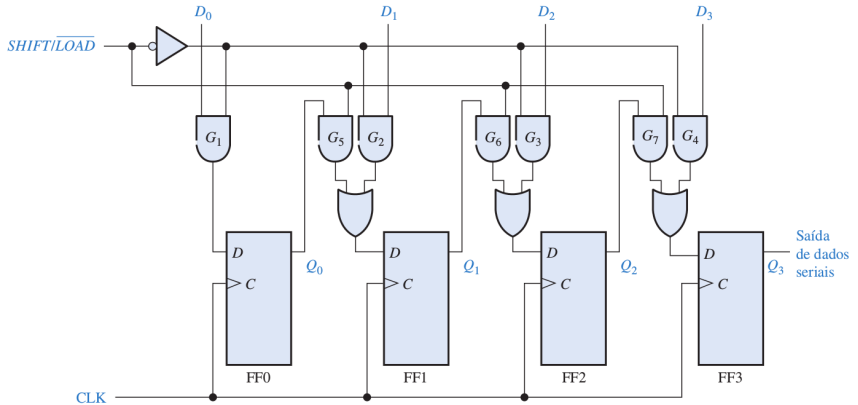 D0 D1 D2 D3
SHIFT/LOAD
G1 G5 G2 G6 G3 G7 G4
D D D D
Q0 Q1 Q2 Q3
C C C C
Saída
de dados
seriais
FF0 FF1 FF2 FF3
CLK